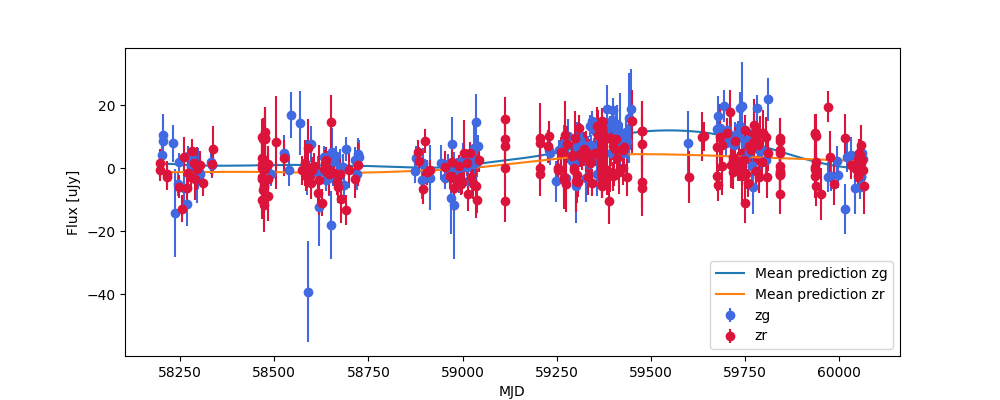 20
0
−20
−40
Flux [uJy]
58250 58500 58750 59000 59250 59500 59750 60000
MJD
Mean prediction zg
Mean prediction zr
zg
zr